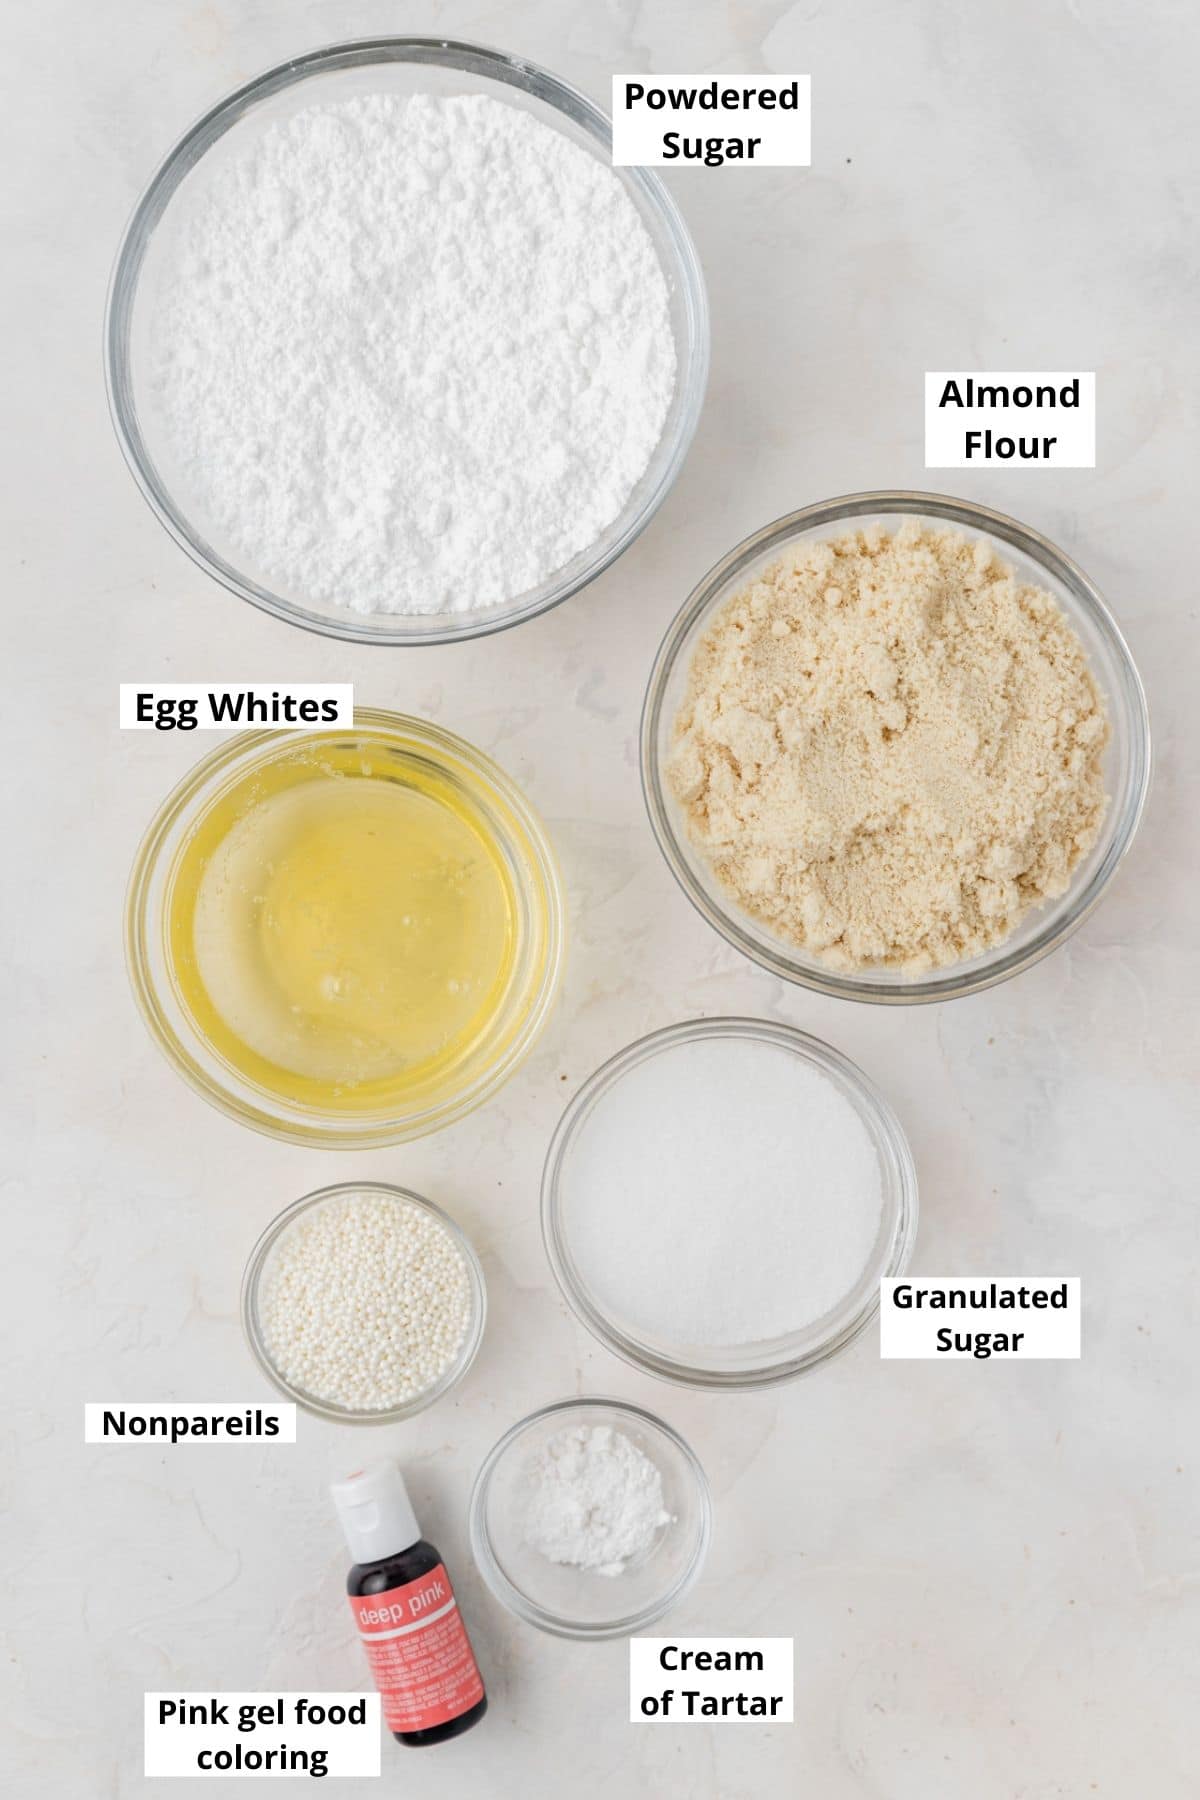 Powdered
Sugar
Almond
Flour
Egg Whites
Granulated
Sugar
Nonpareils
deep pink
Cream
of Tartar
Pink gel food
coloring